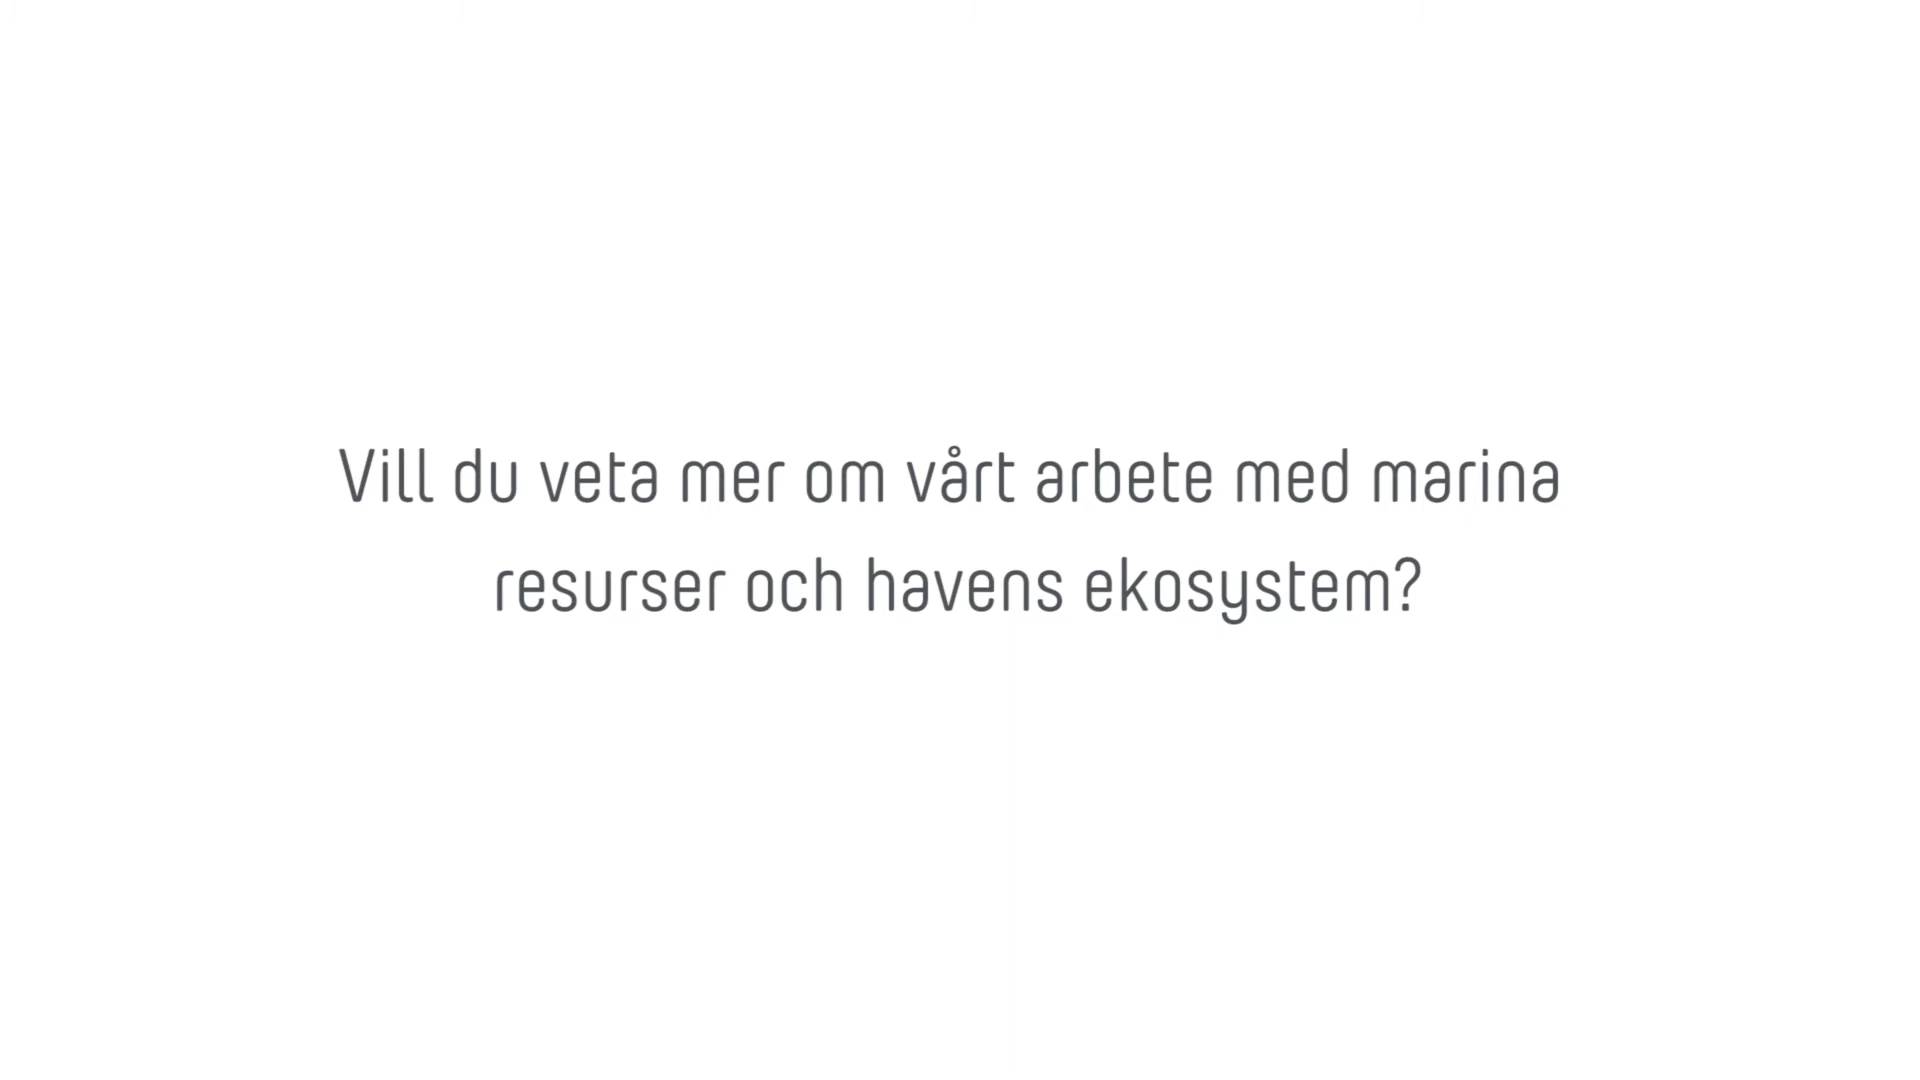 Vill du veta mer om vårt arbete med marina
resurser och havens ekosystem?